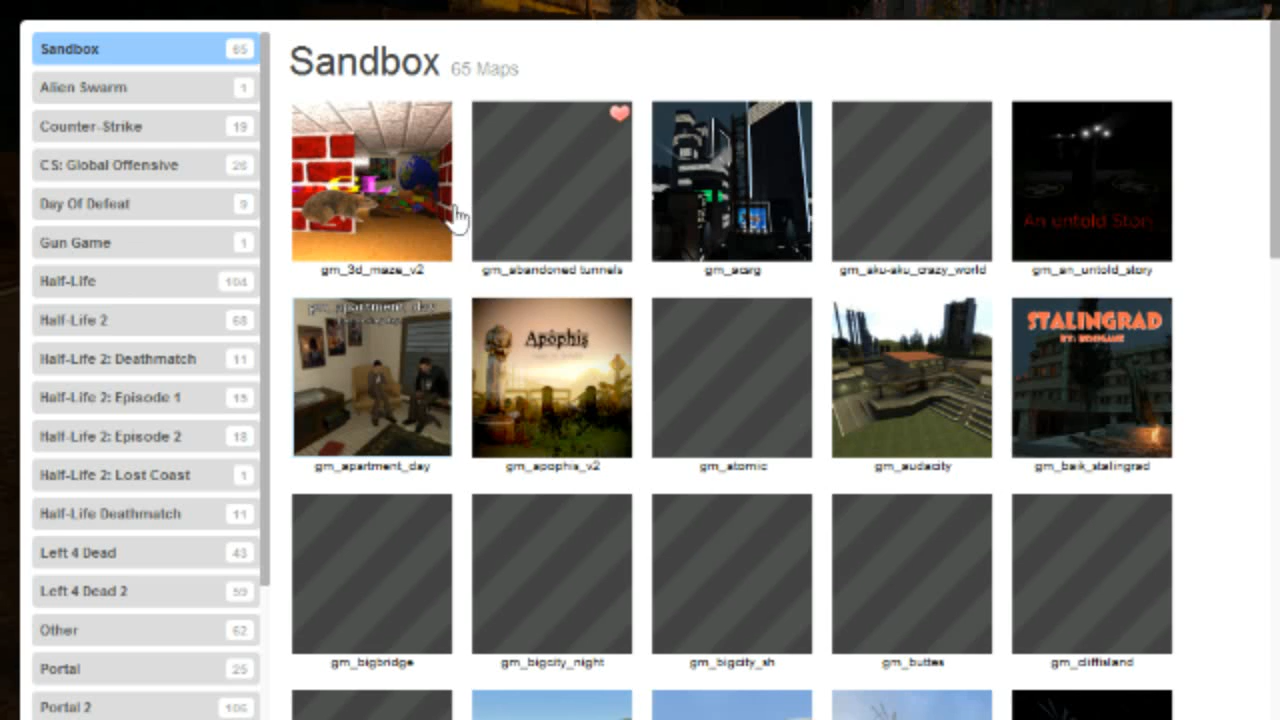 Sandbox 65
Alien Swarm 1
Counter-Strike 19
CS: Global Offensive 26
Day Of Defeat 9
Gun Game 1
Half-Life 104
Half-Life 2 68
Half-Life 2: Deathmatch 11
Half-Life 2: Episode 1 15
Half-Life 2: Episode 2 18
Half-Life 2: Lost Coast 1
Half-Life Deathmatch 11
Left 4 Dead 43
Left 4 Dead 2 59
Other 62
Portal 25
Portal 2 106
Sandbox 65 Maps
An untold Story
gm_3d_maze_v2 gm_abandoned tunnels gm_acarg gm_aku-aku_crazy_world gm_an_untold_story
gm_apartment_day
Apophis
STALINGRAD
gm_apartment_day gm_apophis_v2 gm_atomic gm_audacity gm_baik_stalingrad
gm_bigbridge gm_bigcity_night gm_bigcity_sh gm_buttes gm_cliffisland